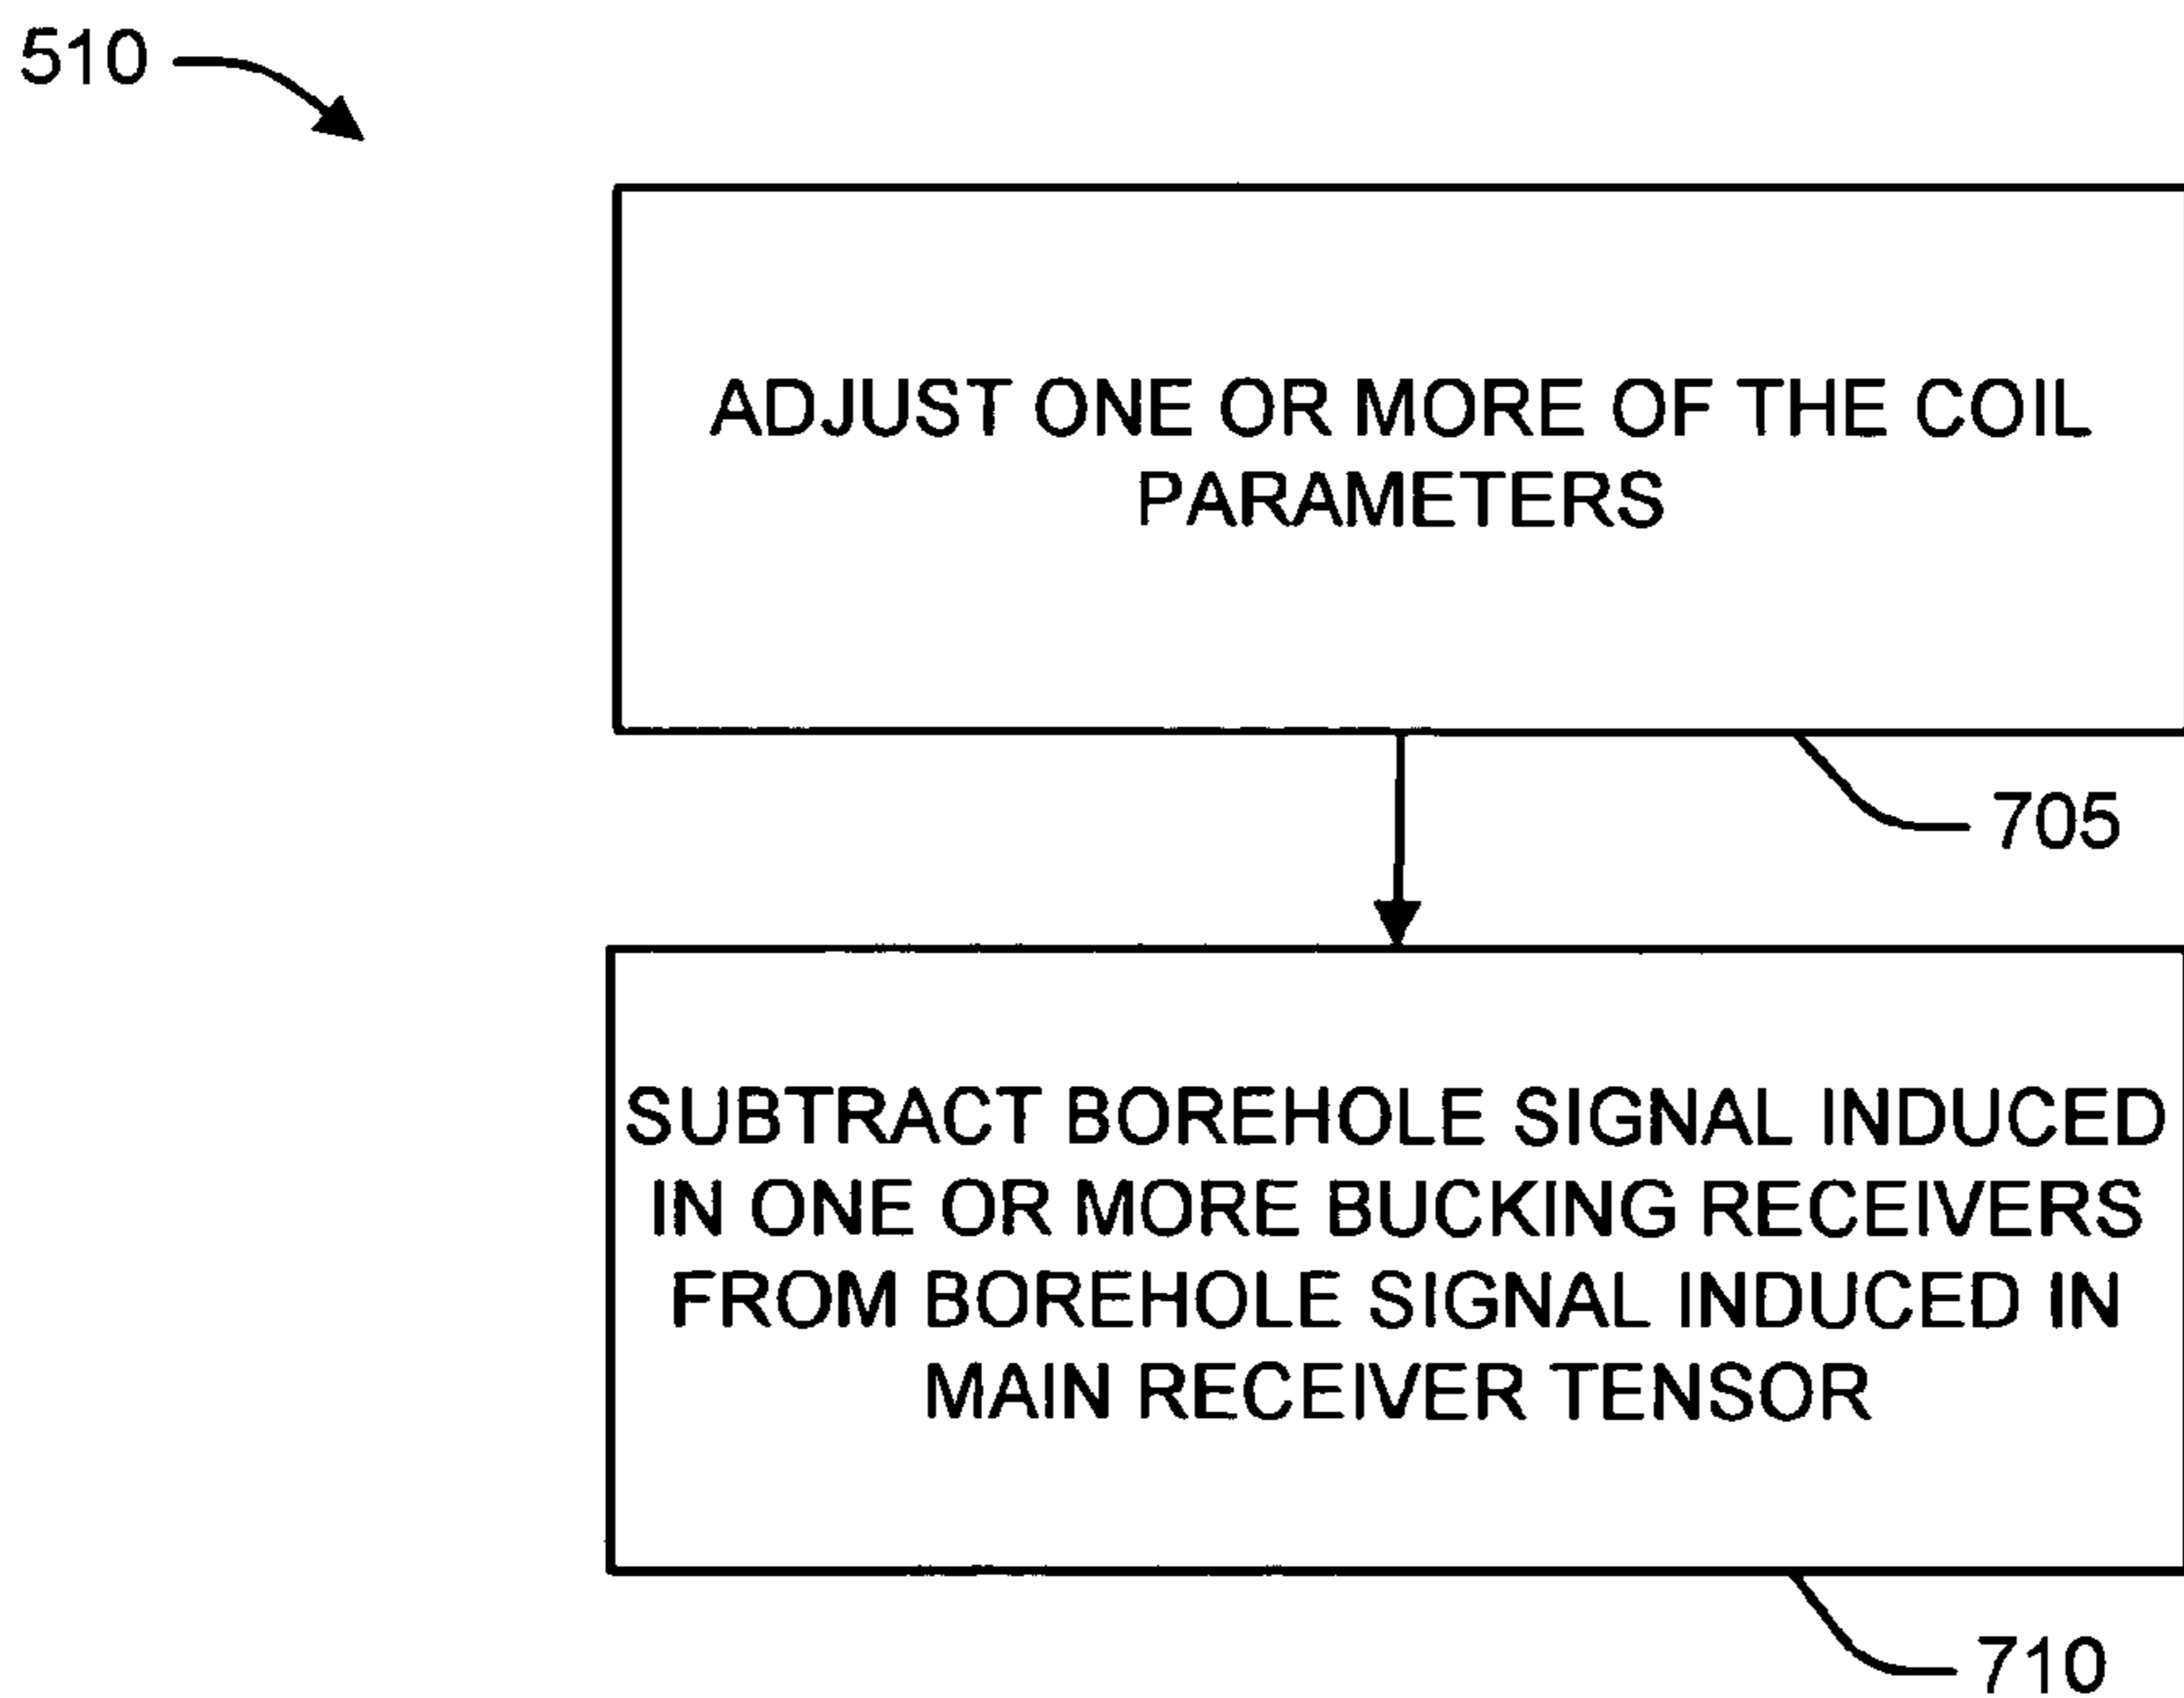 510
ADJUST ONE OR MORE OF THE COIL
PARAMETERS
705
SUBTRACT BOREHOLE SIGNAL INDUCED
IN ONE OR MORE BUCKING RECEIVERS
FROM BOREHOLE SIGNAL INDUCED IN
MAIN RECEIVER TENSOR
710